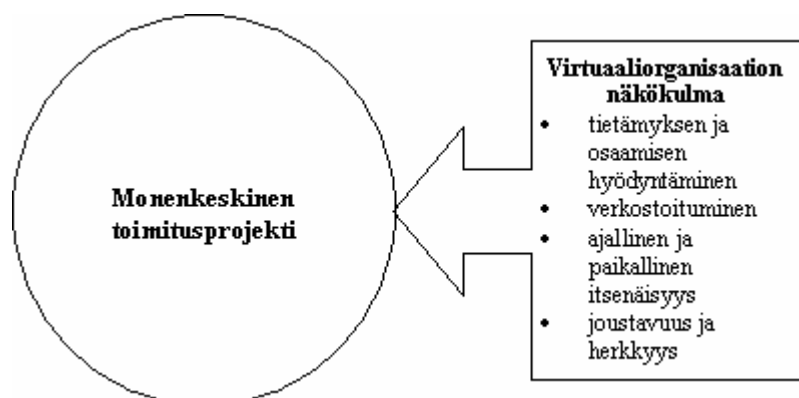 Monenkeskinen
toimitusprojekti
Virtuaaliorganisaation
näkökulma
• tietämyksen ja
osaamisen
hyödyntäminen
• verkostoituminen
• ajallinen ja
paikallinen
itsenäisyys
• joustavuus ja
herkkyys